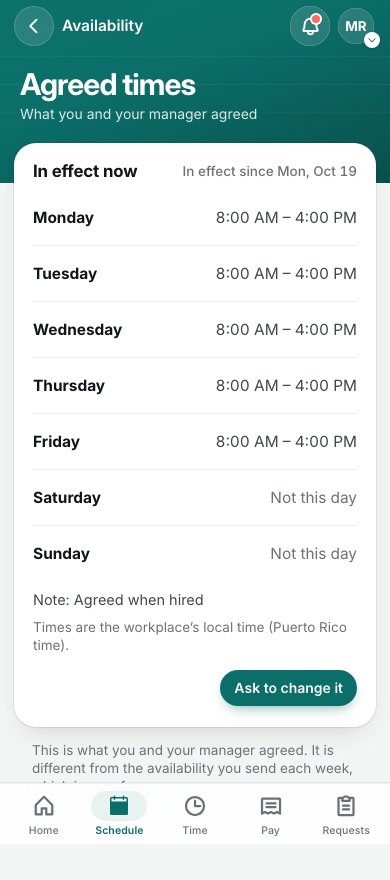 Availability
MR
Agreed times
What you and your manager agreed
In effect now
In effect since Mon, Oct 19
Monday
8:00 AM – 4:00 PM
Tuesday
8:00 AM – 4:00 PM
Wednesday
8:00 AM – 4:00 PM
Thursday
8:00 AM – 4:00 PM
Friday
8:00 AM – 4:00 PM
Saturday
Not this day
Sunday
Not this day
Note: Agreed when hired
Times are the workplace's local time (Puerto Rico
time).
Ask to change it
This is what you and your manager agreed. It is
different from the availability you send each week,
Home
Schedule
Time
Pay
Requests